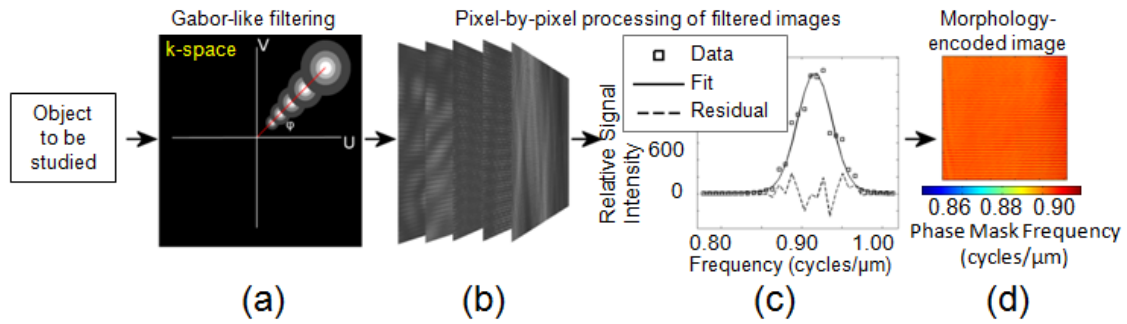 Gabor-like filtering
Pixel-by-pixel processing of filtered images
Morphology-
encoded image
Object
to be
studied
k-space
V
U
φ
Data
Fit
Residual
Relative Signal
Intensity
600
0
0.80
0.90
1.00
Frequency (cycles/μm)
0.86
0.88
0.90
Phase Mask Frequency
(cycles/μm)
(a)
(b)
(c)
(d)